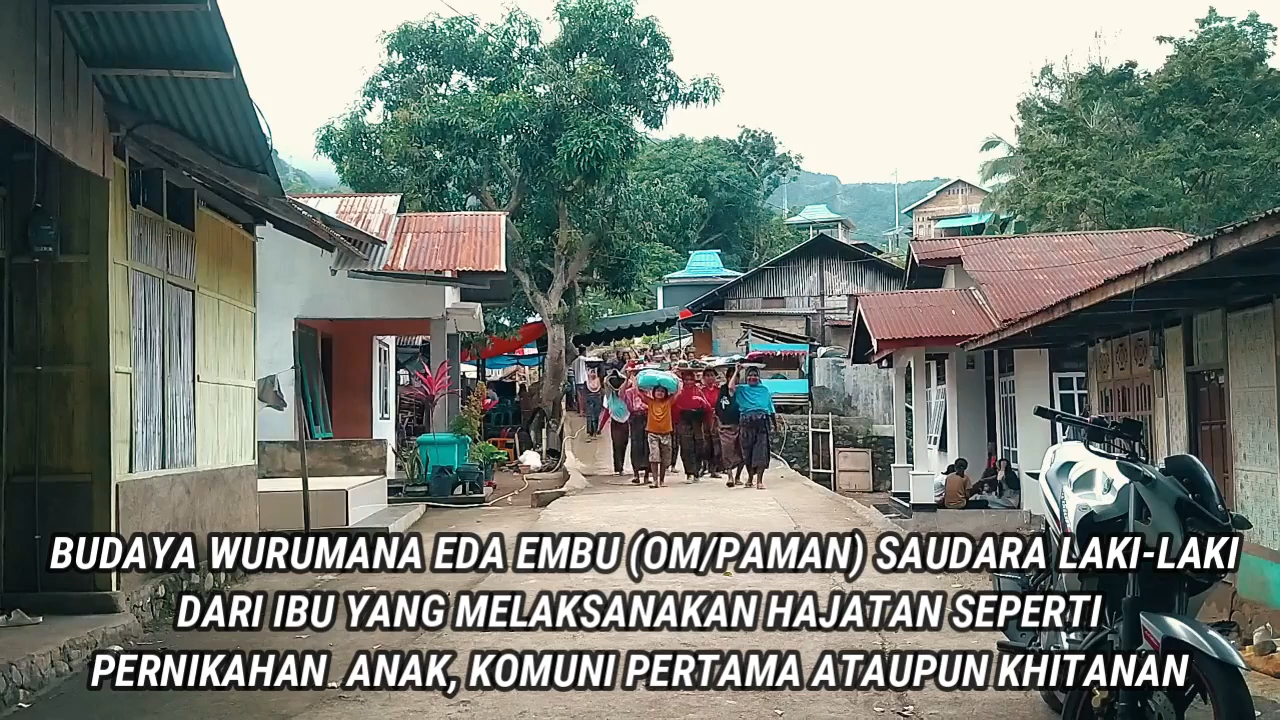 BUDAYA WURUMANA EDA EMBU (OM/PAMAN) SAUDARA LAKI-LAKI
DARI IBU YANG MELAKSANAKAN HAJATAN SEPERTI
PERNIKAHAN ANAK, KOMUNI PERTAMA ATAUPUN KHITANAN